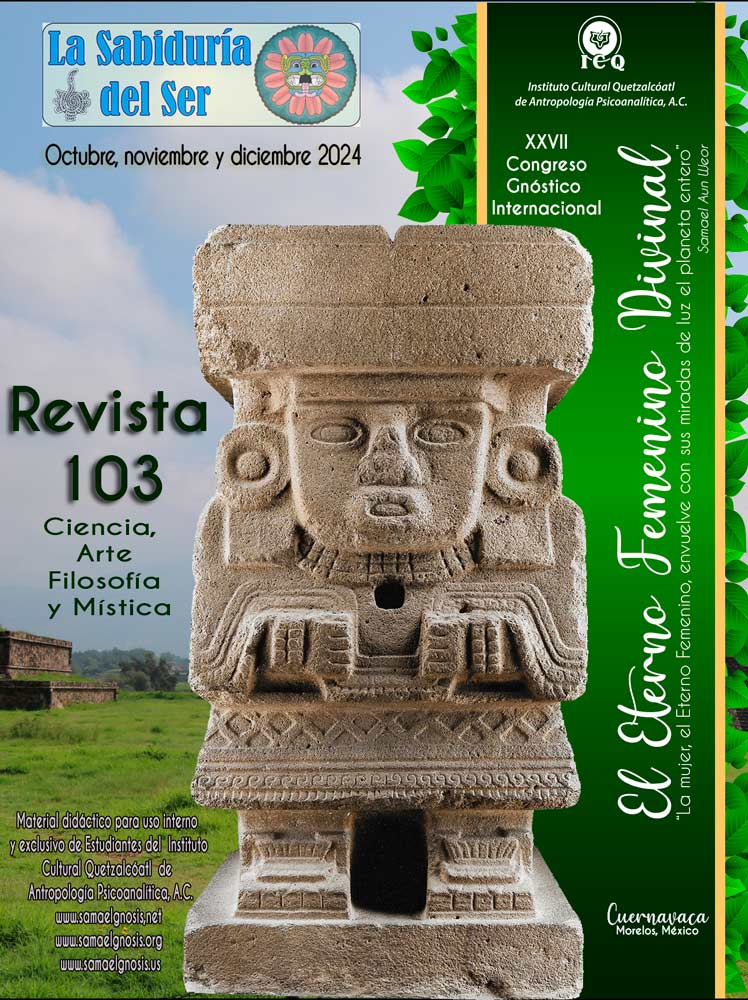 La Sabiduría
del Ser
Octubre, noviembre y diciembre 2024
ICQ
Instituto Cultural Quetzalcóatl
de Antropología Psicoanalítica, A.C.
XXVII
Congreso
Gnóstico
Internacional
El Eterno Femenino Divinal
"La mujer, el Eterno Femenino, envuelve con sus miradas de luz el planeta entero"
Samael Aun Weor
Revista
103
Ciencia,
Arte
Filosofía
y Mística
Material didáctico para uso interno
y exclusivo de Estudiantes del Instituto
Cultural Quetzalcóatl de
Antropología Psicoanalítica, A.C.
www.samaelgnosis.net
www.samaelgnosis.org
www.samaelgnosis.us
Cuernavaca
Morelos, México